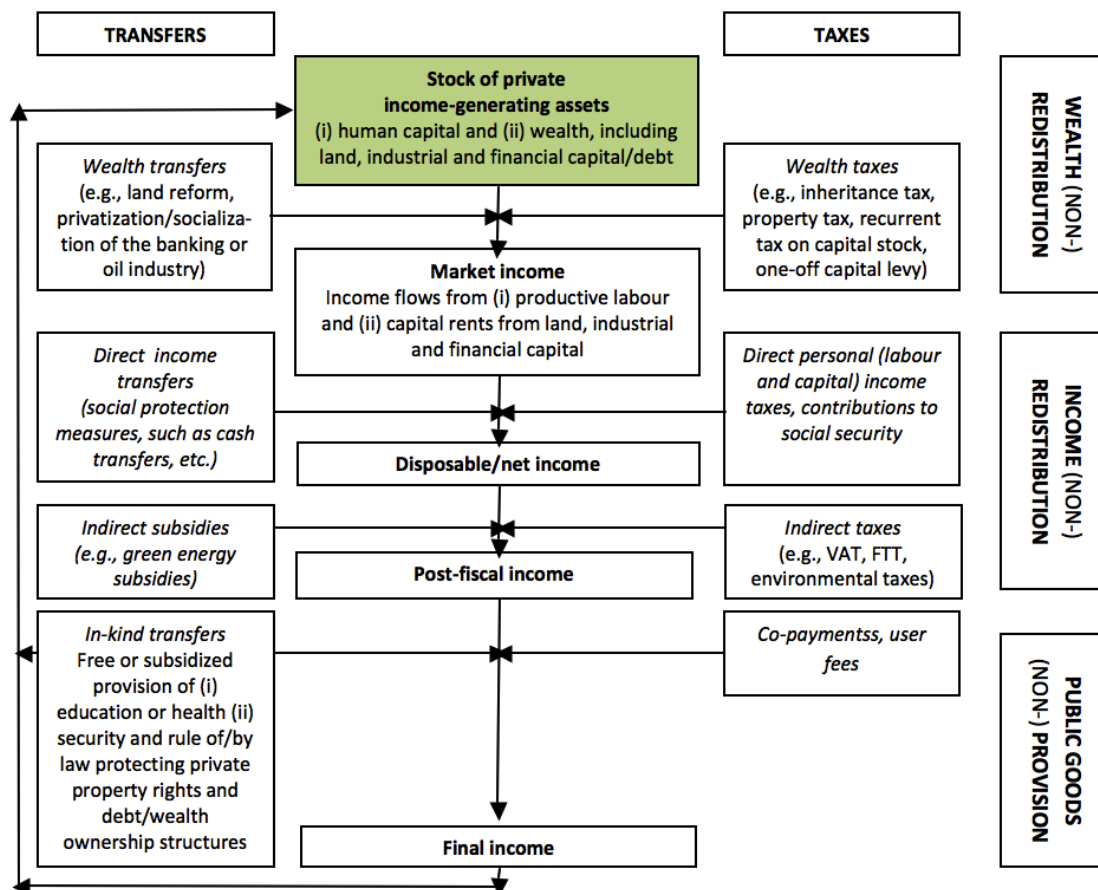 TRANSFERS
TAXES
Stock of private
income-generating assets
(i) human capital and (ii) wealth, including
land, industrial and financial capital/debt
WEALTH (NON-)
REDISTRIBUTION
Wealth transfers
(e.g., land reform,
privatization/socializa-
tion of the banking or
oil industry)
Wealth taxes
(e.g., inheritance tax,
property tax, recurrent
tax on capital stock,
one-off capital levy)
Market income
Income flows from (i) productive labour
and (ii) capital rents from land, industrial
and financial capital
Direct income
transfers
(social protection
measures, such as cash
transfers, etc.)
Direct personal (labour
and capital) income
taxes, contributions to
social security
INCOME (NON-)
REDISTRIBUTION
Disposable/net income
Indirect subsidies
(e.g., green energy
subsidies)
Indirect taxes
(e.g., VAT, FTT,
environmental taxes)
Post-fiscal income
In-kind transfers
Free or subsidized
provision of (i)
education or health (ii)
security and rule of/by
law protecting private
property rights and
debt/wealth
ownership structures
Co-paymentss, user
fees
PUBLIC GOODS
(NON-) PROVISION
Final income